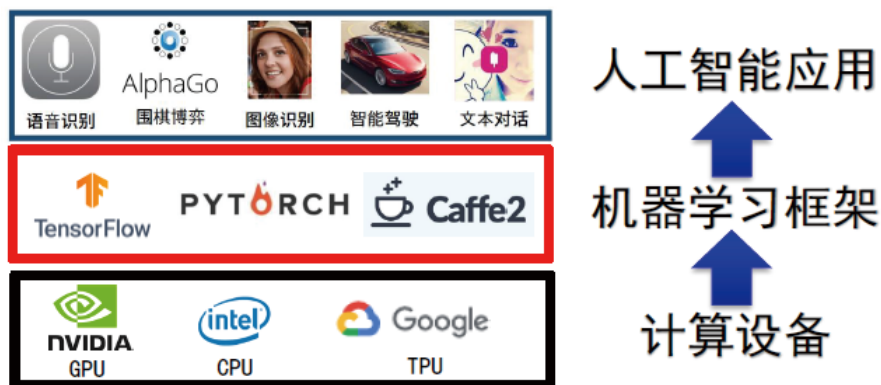 AlphaGo
语音识别 围棋博弈 图像识别 智能驾驶 文本对话
人工智能应用
TensorFlow PYTORCH Caffe2
机器学习框架
NVIDIA intel Google
GPU CPU TPU
计算设备